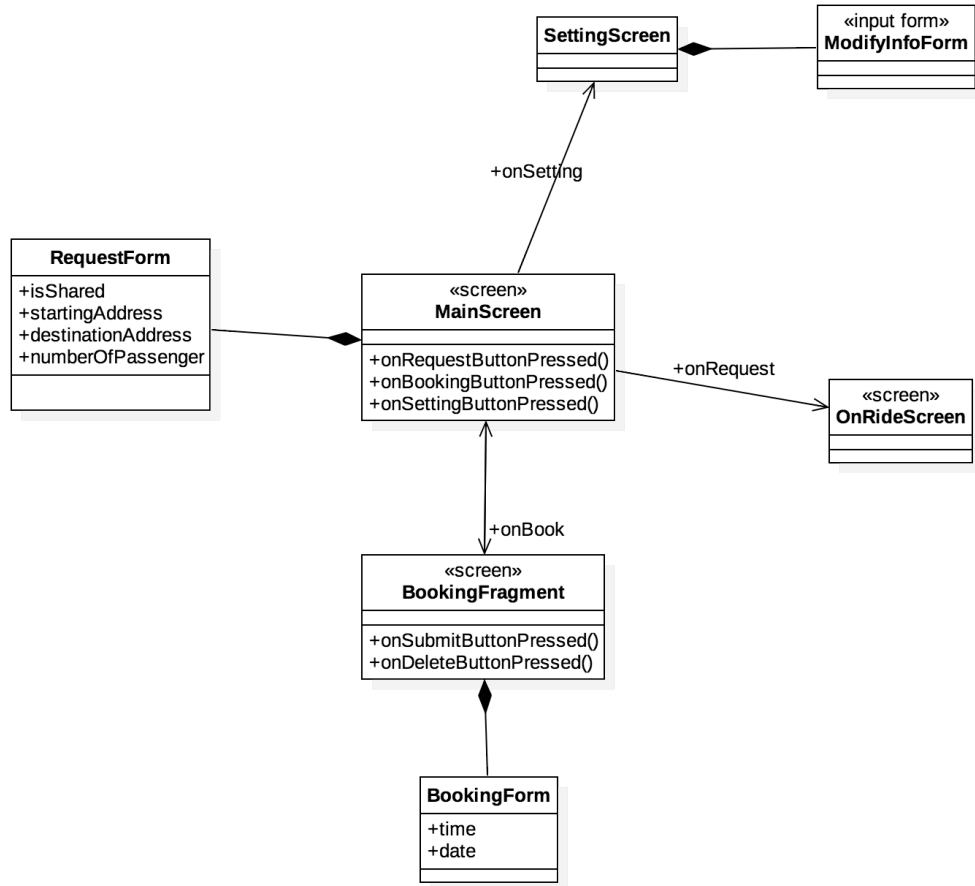 SettingScreen
«input form»
ModifyInfoForm
+onSetting
RequestForm
+isShared
+startingAddress
+destinationAddress
+numberOfPassenger
«screen»
MainScreen
+onRequestButtonPressed()
+onBookingButtonPressed()
+onSettingButtonPressed()
+onRequest
«screen»
OnRideScreen
+onBook
«screen»
BookingFragment
+onSubmitButtonPressed()
+onDeleteButtonPressed()
BookingForm
+time
+date